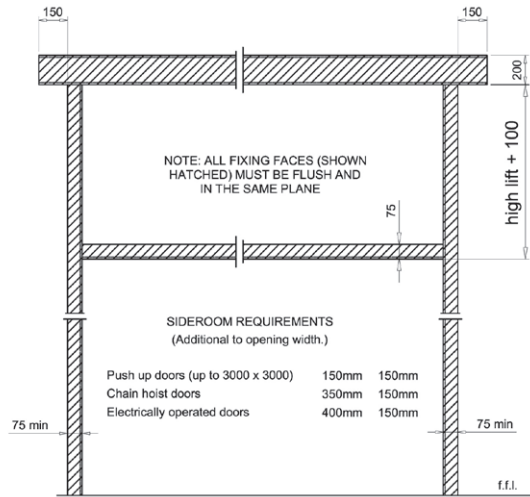 150
150
200
NOTE: ALL FIXING FACES (SHOWN
HATCHED) MUST BE FLUSH AND
IN THE SAME PLANE
high lift + 100
75
SIDEROOM REQUIREMENTS
(Additional to opening width.)
Push up doors (up to 3000 x 3000) 150mm 150mm
Chain hoist doors 350mm 150mm
Electrically operated doors 400mm 150mm
75 min
75 min
f.f.l.